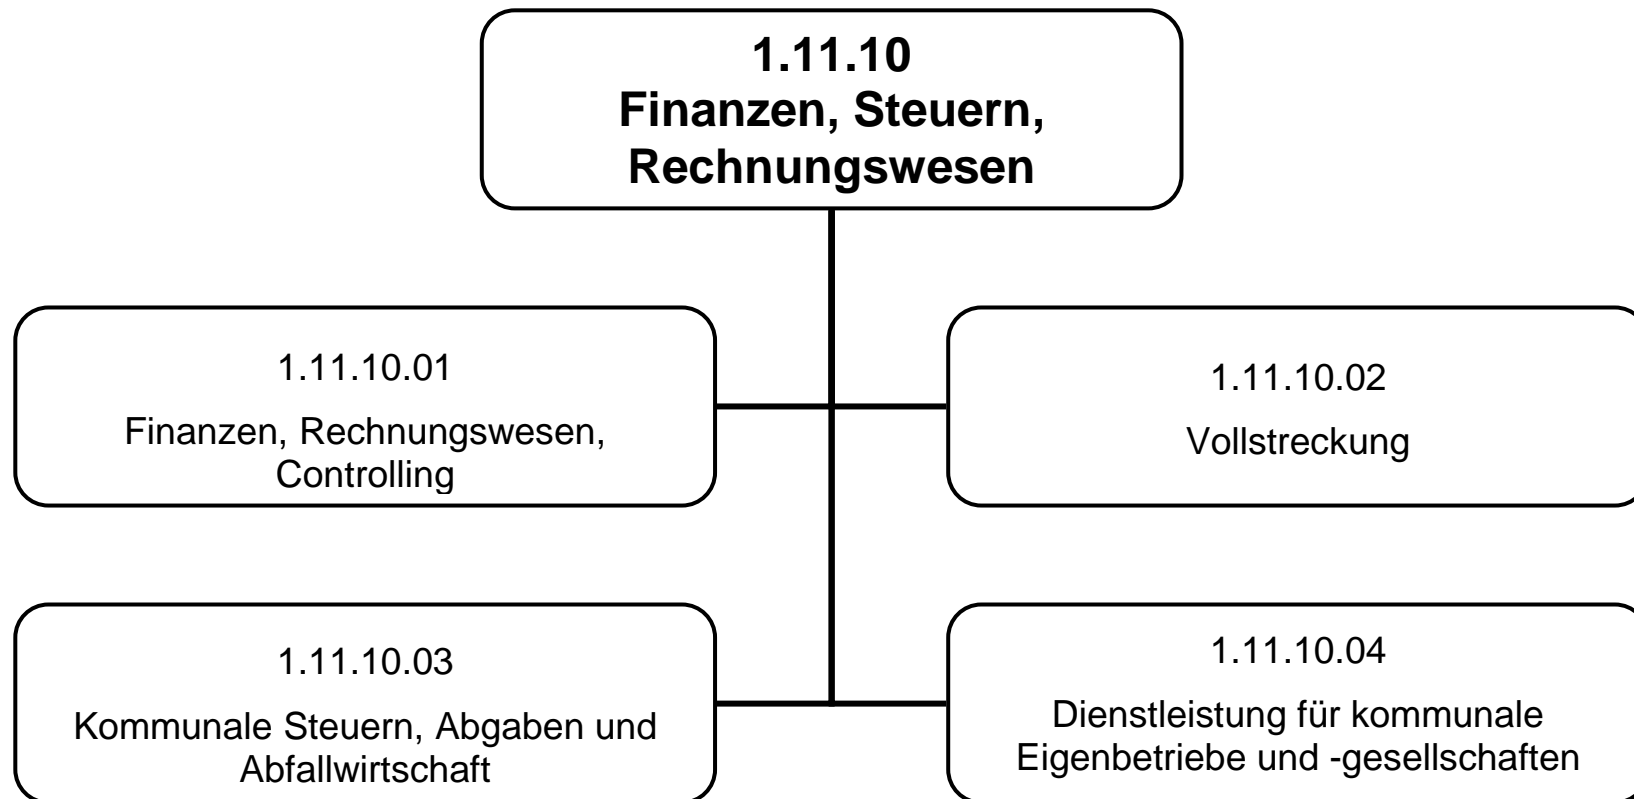 1.11.10
Finanzen, Steuern,
Rechnungswesen
1.11.10.01
Finanzen, Rechnungswesen,
Controlling
1.11.10.02
Vollstreckung
1.11.10.03
Kommunale Steuern, Abgaben und
Abfallwirtschaft
1.11.10.04
Dienstleistung für kommunale
Eigenbetriebe und -gesellschaften